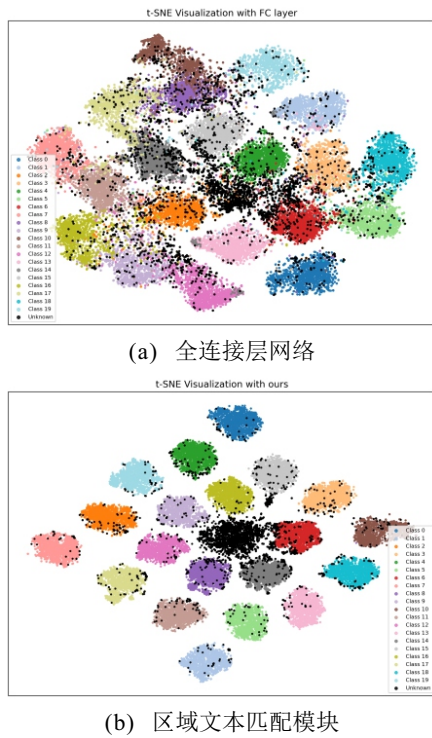 t-SNE Visualization with FC layer
Class 0
Class 1
Class 2
Class 3
Class 4
Class 5
Class 6
Class 7
Class 8
Class 9
Class 10
Class 11
Class 12
Class 13
Class 14
Class 15
Class 16
Class 17
Class 18
Class 19
Unknown
(a) 全连接层网络
t-SNE Visualization with ours
Class 0
Class 1
Class 2
Class 3
Class 4
Class 5
Class 6
Class 7
Class 8
Class 9
Class 10
Class 11
Class 12
Class 13
Class 14
Class 15
Class 16
Class 17
Class 18
Class 19
Unknown
(b) 区域文本匹配模块